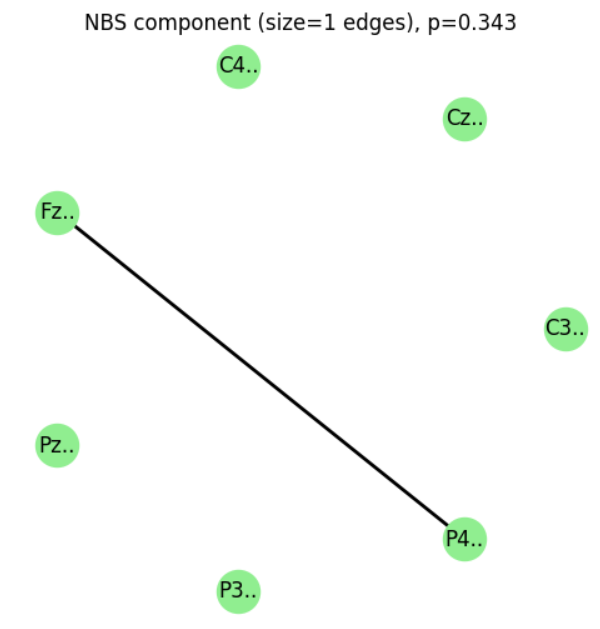 NBS component (size=1 edges), p=0.343
C4..
Cz..
Fz..
C3..
Pz..
P4..
P3..